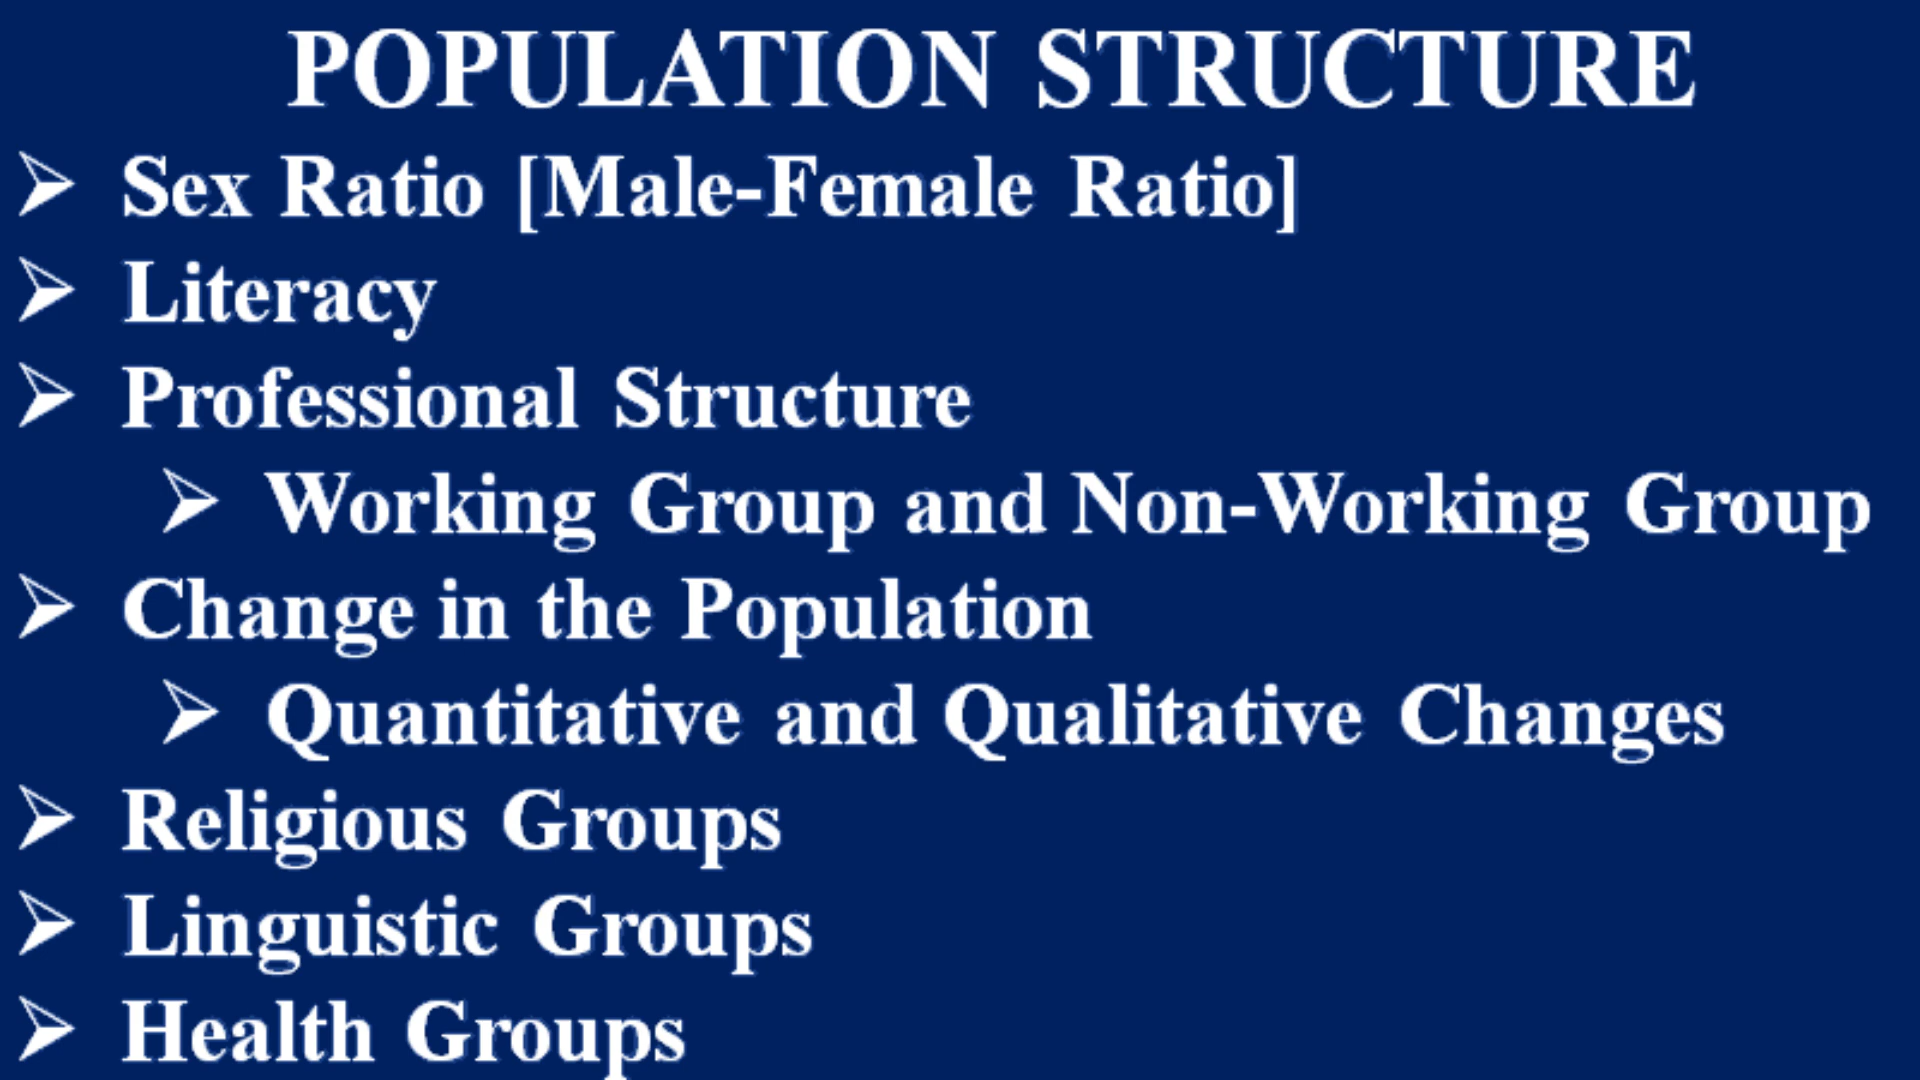 POPULATION STRUCTURE
➢ Sex Ratio [Male-Female Ratio]
➢ Literacy
➢ Professional Structure
➢ Working Group and Non-Working Group
➢ Change in the Population
➢ Quantitative and Qualitative Changes
➢ Religious Groups
➢ Linguistic Groups
➢ Health Groups